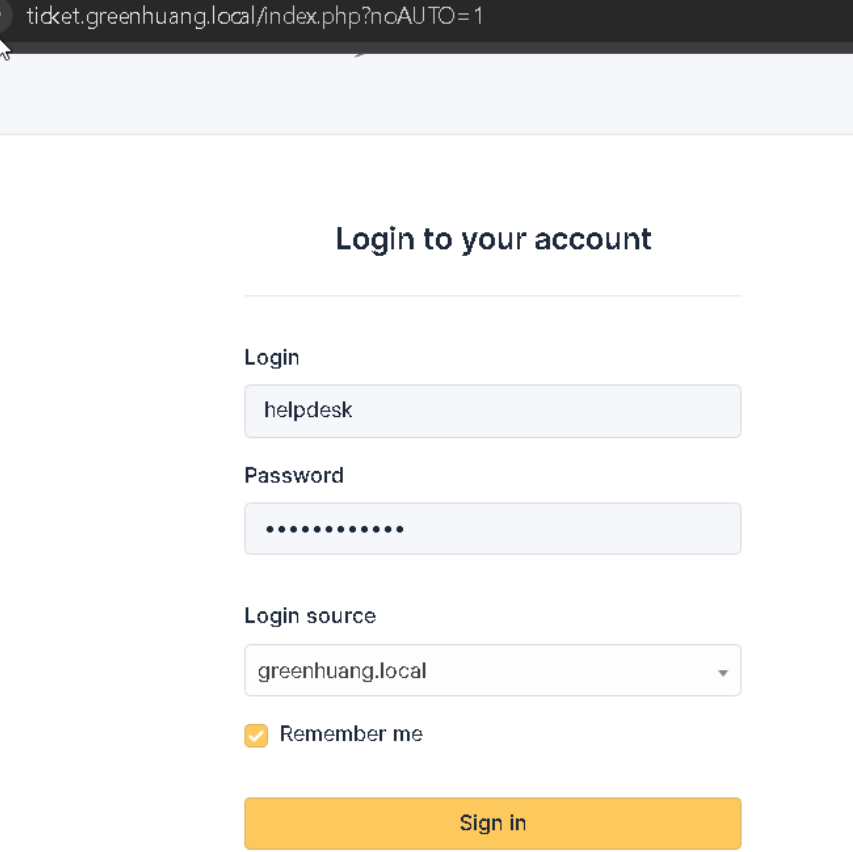 ticket.greenhuang.local/index.php?noAUTO=1
Login to your account
Login
helpdesk
Password
••••••••••••
Login source
greenhuang.local
Remember me
Sign in